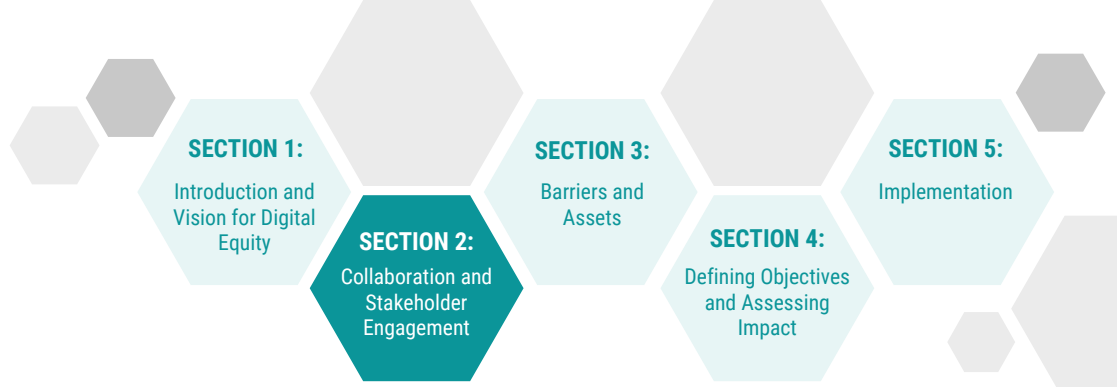 SECTION 1:
Introduction and
Vision for Digital
Equity
SECTION 2:
Collaboration and
Stakeholder
Engagement
SECTION 3:
Barriers and
Assets
SECTION 4:
Defining Objectives
and Assessing
Impact
SECTION 5:
Implementation